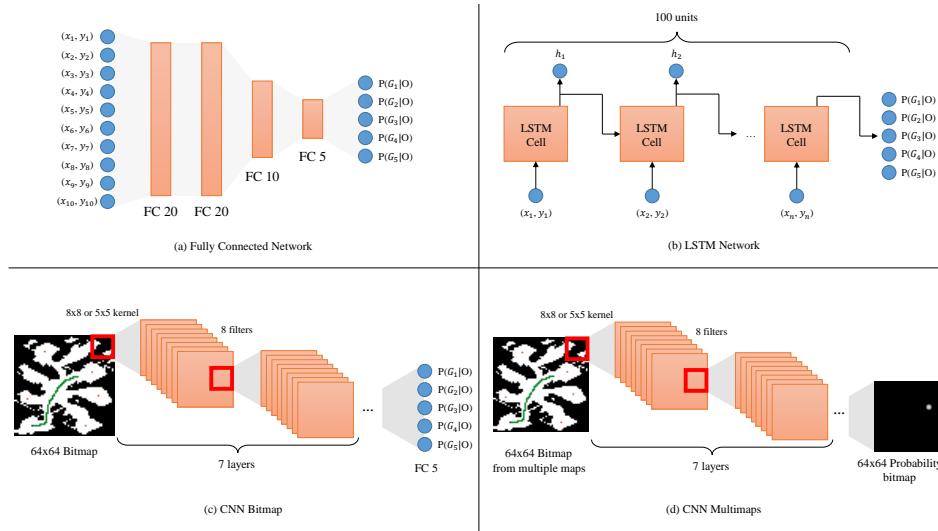 (x₁, y₁)
(x₂, y₂)
(x₃, y₃)
(x₄, y₄)
(x₅, y₅)
(x₆, y₆)
(x₇, y₇)
(x₈, y₈)
(x₉, y₉)
(x₁₀, y₁₀)
FC 20
FC 20
FC 10
FC 5
P(G₁|O)
P(G₂|O)
P(G₃|O)
P(G₄|O)
P(G₅|O)
(a) Fully Connected Network
100 units
h₁
h₂
LSTM
Cell
LSTM
Cell
...
LSTM
Cell
(x₁, y₁)
(x₂, y₂)
(xₙ, yₙ)
P(G₁|O)
P(G₂|O)
P(G₃|O)
P(G₄|O)
P(G₅|O)
(b) LSTM Network
8x8 or 5x5 kernel
8 filters
...
64x64 Bitmap
7 layers
P(G₁|O)
P(G₂|O)
P(G₃|O)
P(G₄|O)
P(G₅|O)
FC 5
(c) CNN Bitmap
8x8 or 5x5 kernel
8 filters
...
64x64 Bitmap
from multiple maps
7 layers
64x64 Probability
bitmap
(d) CNN Multimaps